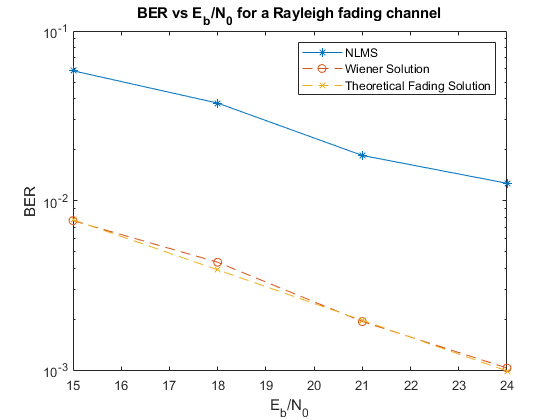 BER vs E_b/N_0 for a Rayleigh fading channel
NLMS
Wiener Solution
Theoretical Fading Solution
BER
10^-1
10^-2
10^-3
15 16 17 18 19 20 21 22 23 24
E_b/N_0